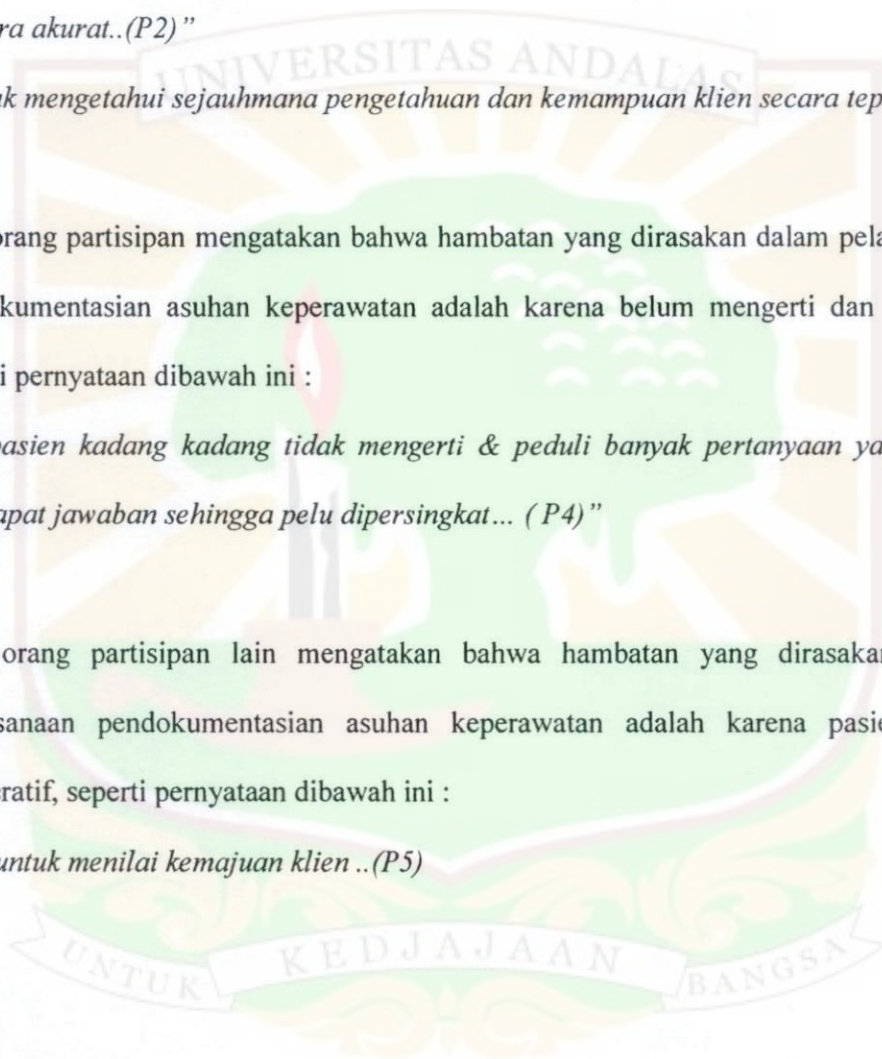 ra akurat..(P2)"
UNIVERSITAS ANDALAS
k mengetahui sejauhmana pengetahuan dan kemampuan klien secara tep
orang partisipan mengatakan bahwa hambatan yang dirasakan dalam pela
kumentasian asuhan keperawatan adalah karena belum mengerti dan
i pernyataan dibawah ini :
pasien kadang kadang tidak mengerti & peduli banyak pertanyaan ya
apat jawaban sehingga pelu dipersingkat... ( P4)"
orang partisipan lain mengatakan bahwa hambatan yang dirasakan
sanaan pendokumentasian asuhan keperawatan adalah karena pasie
eratif, seperti pernyataan dibawah ini :
untuk menilai kemajuan klien ..(P5)
UNTUK KEDJAJAAN BANGSA